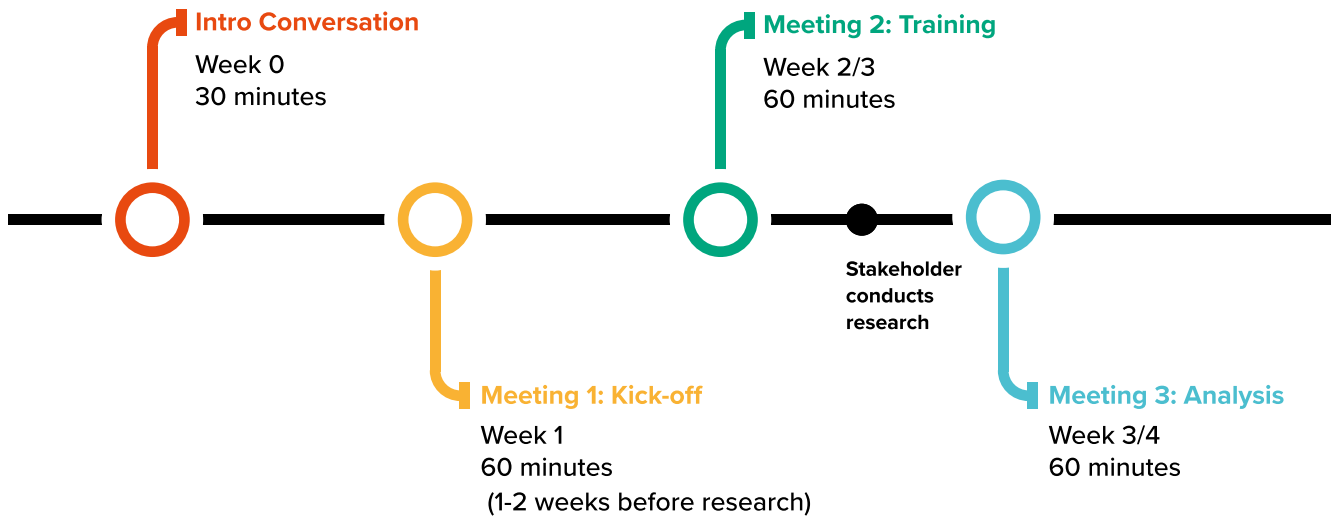 Intro Conversation
Week 0
30 minutes
Meeting 2: Training
Week 2/3
60 minutes
Stakeholder
conducts
research
Meeting 1: Kick-off
Week 1
60 minutes
(1-2 weeks before research)
Meeting 3: Analysis
Week 3/4
60 minutes